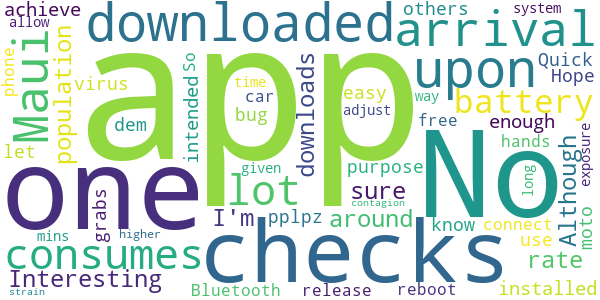 achieve downloaded arrival others system
allow
phone
Maui population app upon Quick
Hope
virus So time easy battery
dem intended car bug downloads adjust way free enough
let given purpose hands long exposure
one lot sure No Although
grabs I'm pplpz around know connect moto
consumes checks use rate
mins higher contagion
Interesting Bluetooth release reboot installed
strain